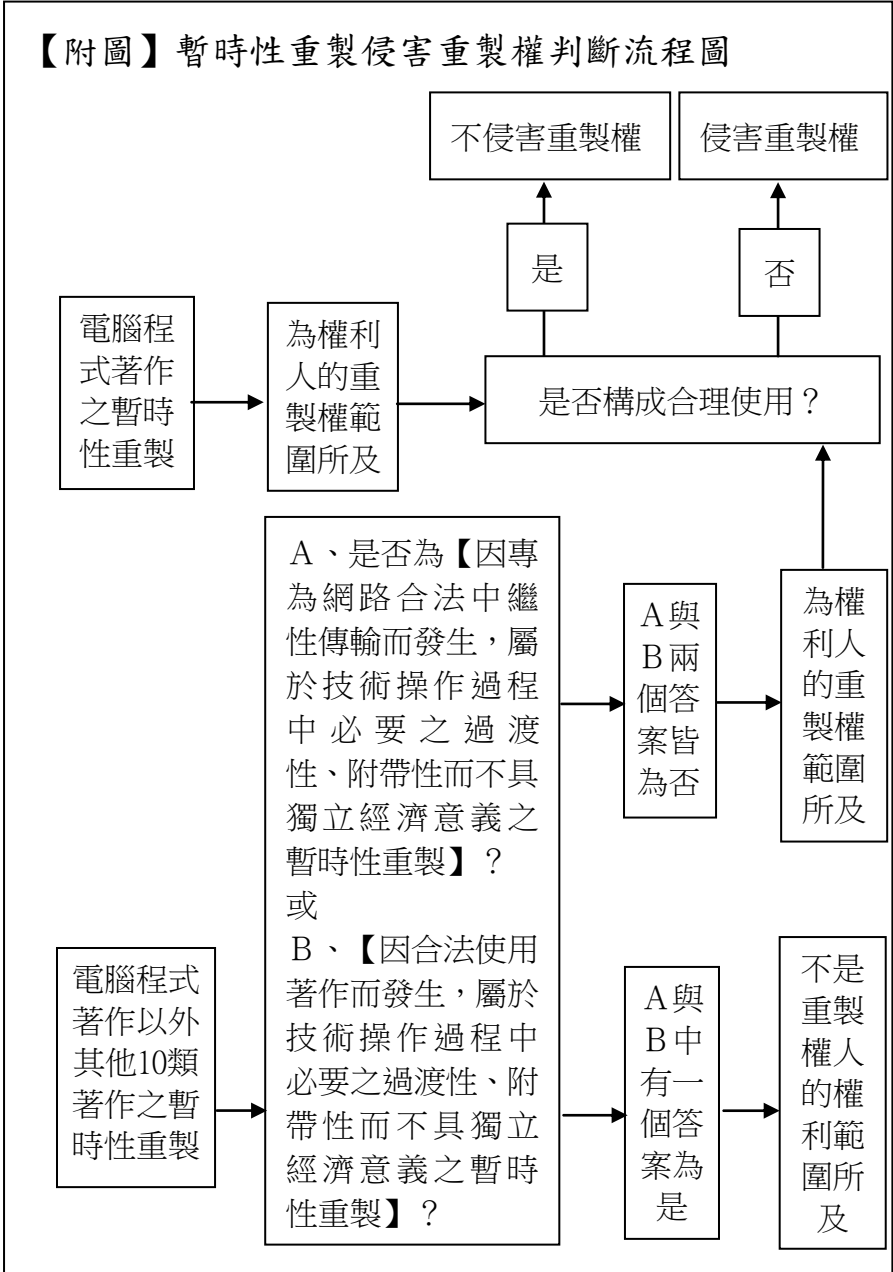 【附圖】暫時性重製侵害重製權判斷流程圖
不侵害重製權
侵害重製權
是
否
電腦程
式著作
之暫時
性重製
為權利
人的重
製權範
圍所及
是否構成合理使用？
A、是否為【因專
為網路合法中繼
性傳輸而發生，屬
於技術操作過程
中必要之過渡
性、附帶性而不具
獨立經濟意義之
暫時性重製】？
或
B、【因合法使用
著作而發生，屬於
技術操作過程中
必要之過渡性、附
帶性而不具獨立
經濟意義之暫時
性重製】？
A與
B兩
個答
案皆
為否
為權
利人
的重
製權
範圍
所及
電腦程式
著作以外
其他10類
著作之暫
時性重製
A與
B中
有一
個答
案為
是
不是
重製
權人
的權
利範
圍所
及